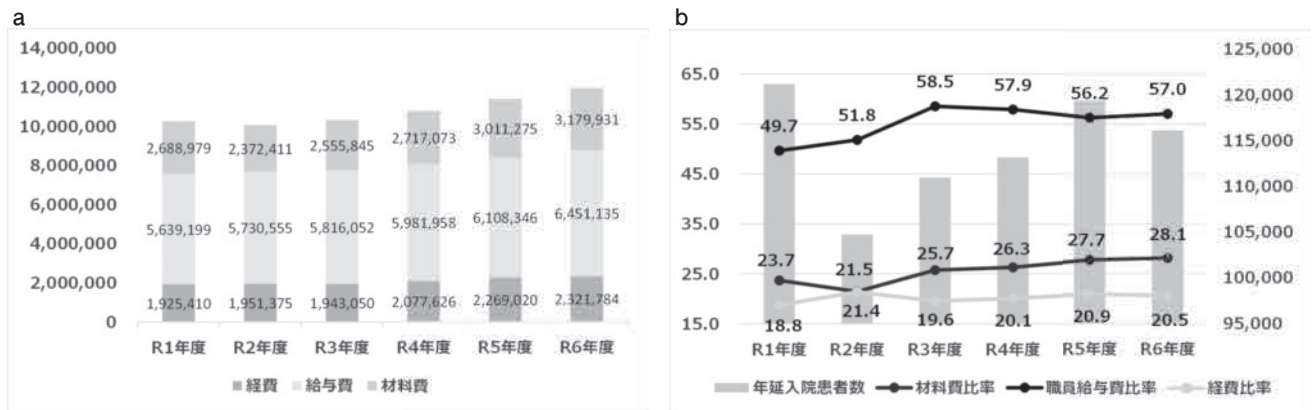 a
14,000,000
12,000,000
10,000,000
8,000,000
6,000,000
4,000,000
2,000,000
0
2,688,979 2,372,411 2,555,845 2,717,073 3,011,275 3,179,931
5,639,199 5,730,555 5,816,052 5,981,958 6,108,346 6,451,135
1,925,410 1,951,375 1,943,050 2,077,626 2,269,020 2,321,784
R1年度 R2年度 R3年度 R4年度 R5年度 R6年度
経費 給与費 材料費
b
65.0
55.0
45.0
35.0
25.0
15.0
125,000
120,000
115,000
110,000
105,000
100,000
95,000
49.7 51.8 58.5 57.9 56.2 57.0
23.7 21.5 25.7 26.3 27.7 28.1
18.8 21.4 19.6 20.1 20.9 20.5
R1年度 R2年度 R3年度 R4年度 R5年度 R6年度
年延入院患者数 材料費比率 職員給与費比率 経費比率